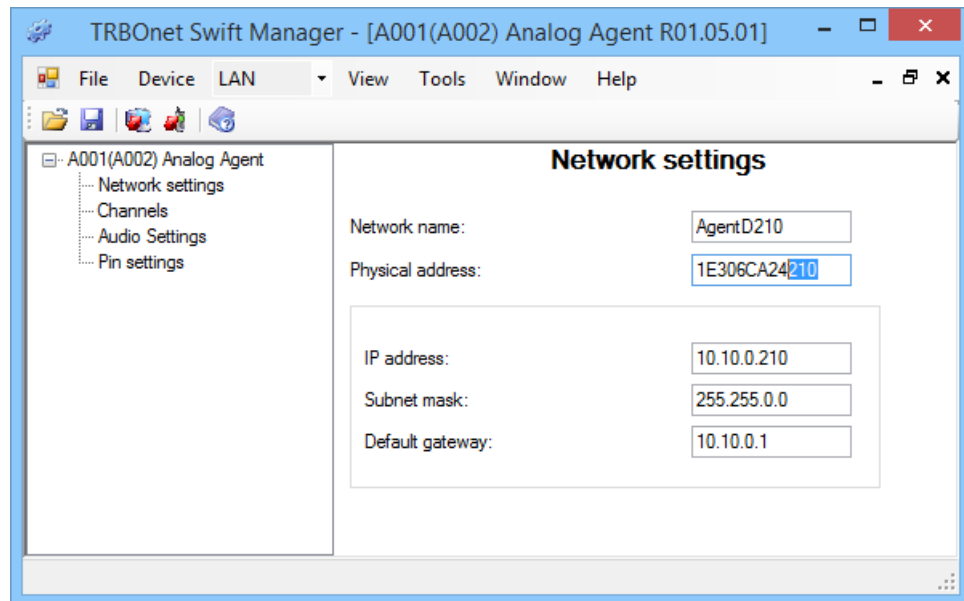 TRBOnet Swift Manager - [A001(A002) Analog Agent R01.05.01]
File Device LAN View Tools Window Help
A001(A002) Analog Agent
Network settings
Channels
Audio Settings
Pin settings
Network settings
Network name: AgentD210
Physical address: 1E306CA24210
IP address: 10.10.0.210
Subnet mask: 255.255.0.0
Default gateway: 10.10.0.1